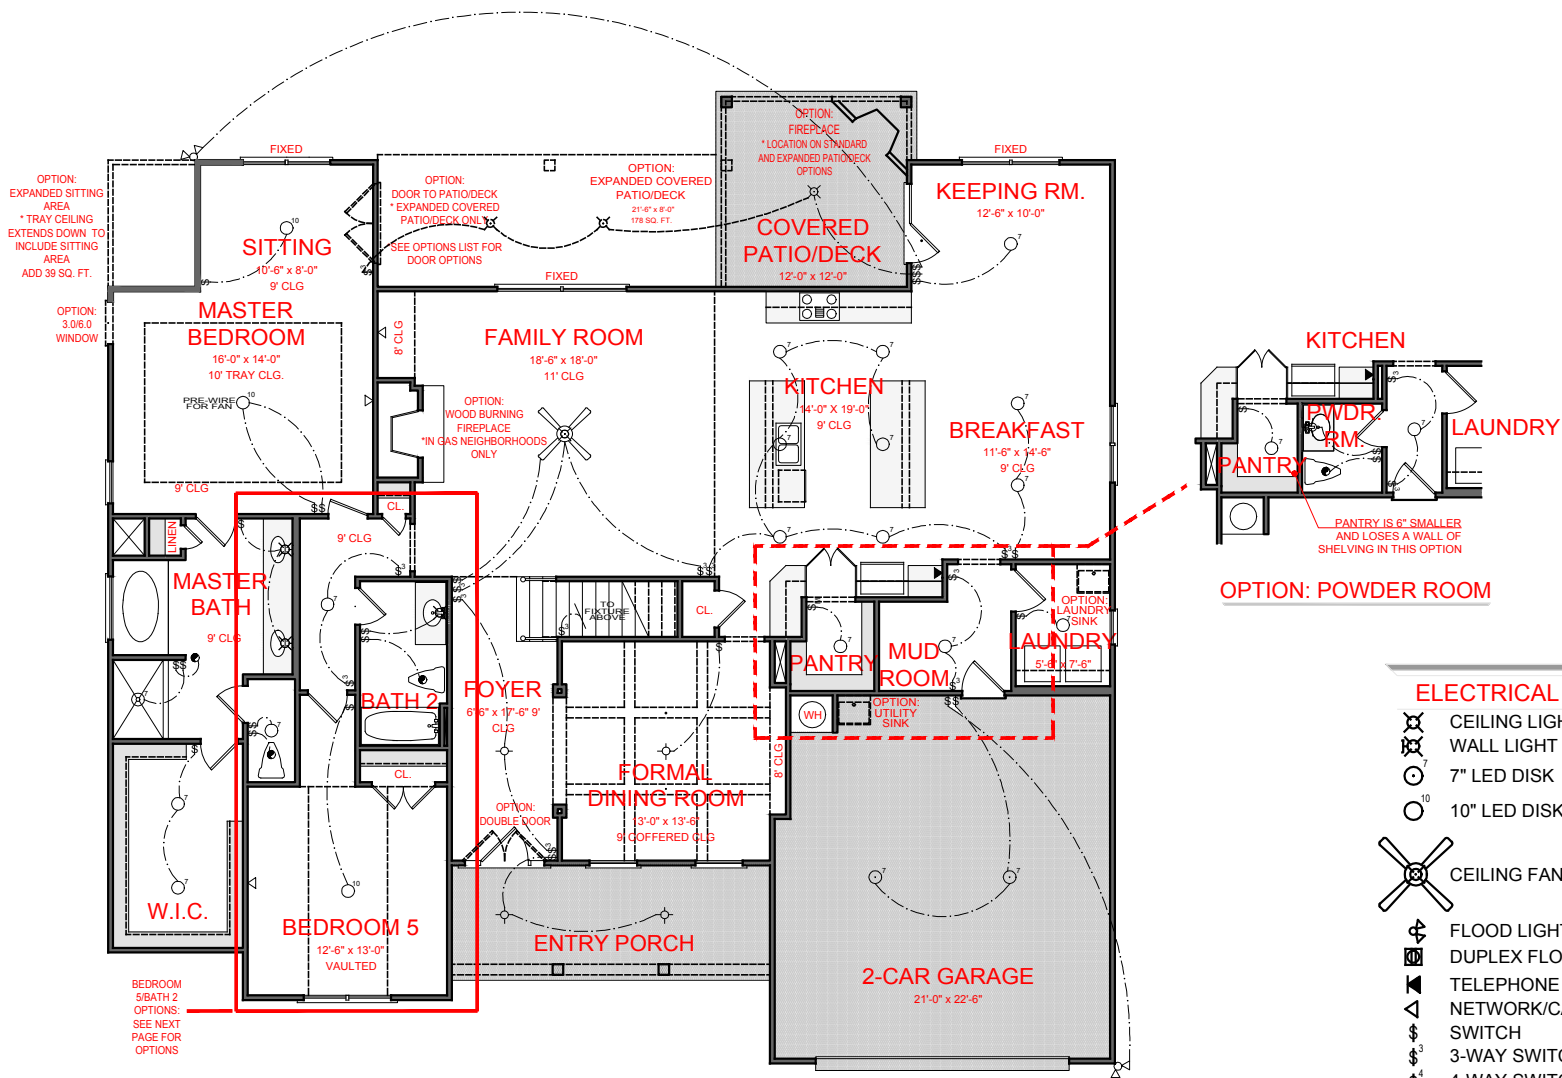 OPTION:
EXPANDED SITTING
AREA
* TRAY CEILING
EXTENDS DOWN TO
INCLUDE SITTING
AREA
ADD 39 SQ. FT.
OPTION:
3.0/6.0
WINDOW
FIXED
SITTING
10'-6" x 8'-0"
9' CLG
MASTER
BEDROOM
16'-0" x 14'-0"
10' TRAY CLG.
PRE-WIRE
FOR FAN
9' CLG
OPTION:
DOOR TO PATIO/DECK
* EXPANDED COVERED
PATIO/DECK ONLY
SEE OPTIONS LIST FOR
DOOR OPTIONS
OPTION:
EXPANDED COVERED
PATIO/DECK
21'-6" x 8'-0"
178 SQ. FT.
FIXED
OPTION:
FIREPLACE
* LOCATION ON STANDARD
AND EXPANDED PATIO/DECK
OPTIONS
COVERED
PATIO/DECK
12'-0" x 12'-0"
FIXED
KEEPING RM.
12'-6" x 10'-0"
8' CLG
FAMILY ROOM
18'-6" x 18'-0"
11' CLG
OPTION:
WOOD BURNING
FIREPLACE
*IN GAS NEIGHBORHOODS
ONLY
KITCHEN
14'-0" X 19'-0"
9' CLG
BREAKFAST
11'-6" x 14'-6"
9' CLG
CL.
9' CLG
LINEN
MASTER
BATH
9' CLG
BATH 2
CL.
W.I.C.
BEDROOM 5
12'-6" x 13'-0"
VAULTED
BEDROOM
5/BATH 2
OPTIONS:
SEE NEXT
PAGE FOR
OPTIONS
FOYER
6'6" x 17'-6" 9'
CLG
TO
FIXTURE
ABOVE
CL.
OPTION:
DOUBLE DOOR
FORMAL
DINING ROOM
13'-0" x 13'-6"
9' COFFERED CLG
8' CLG
ENTRY PORCH
PANTRY
MUD
ROOM
WH
OPTION:
UTILITY
SINK
OPTION:
LAUNDRY
SINK
LAUNDRY
5'-6" x 7'-6"
2-CAR GARAGE
21'-0" x 22'-6"
KITCHEN
PWDR.
RM.
LAUNDRY
PANTRY
PANTRY IS 6" SMALLER
AND LOSES A WALL OF
SHELVING IN THIS OPTION
OPTION: POWDER ROOM
ELECTRICAL
CEILING LIGH
WALL LIGHT
7 7" LED DISK
10 10" LED DISK
CEILING FAN
FLOOD LIGHT
DUPLEX FLO
TELEPHONE
NETWORK/CA
$ SWITCH
$3 3-WAY SWITC
$4 4-WAY SWITC